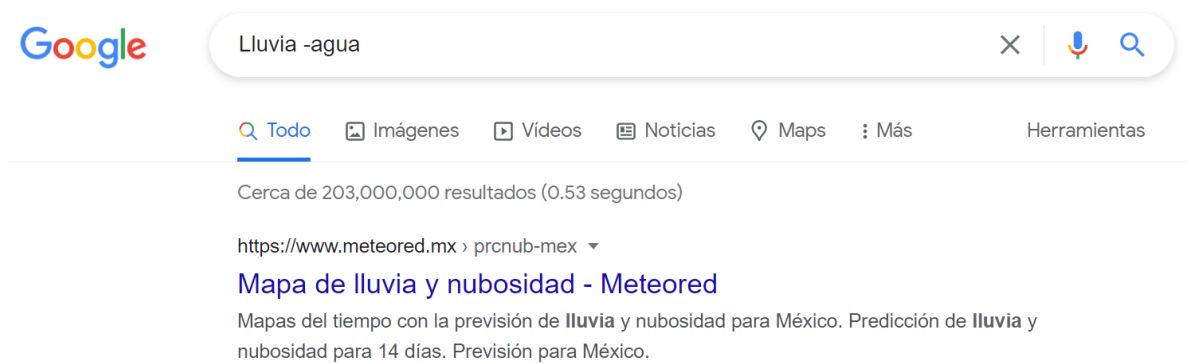 Google
Lluvia -agua
Todo Imágenes Vídeos Noticias Maps Más Herramientas
Cerca de 203,000,000 resultados (0.53 segundos)
https://www.meteored.mx › prcnub-mex
Mapa de lluvia y nubosidad - Meteored
Mapas del tiempo con la previsión de lluvia y nubosidad para México. Predicción de lluvia y
nubosidad para 14 días. Previsión para México.